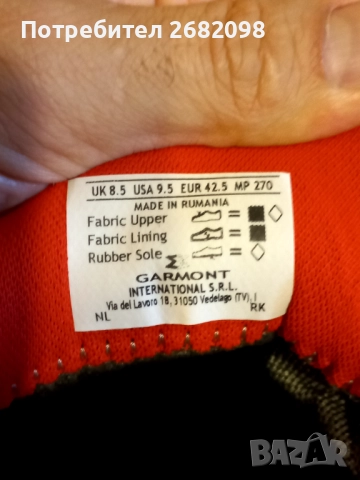 Потребител 2682098
UK 8.5 USA 9.5 EUR 42.5 MP 270
MADE IN RUMANIA
Fabric Upper = 
Fabric Lining =
Rubber Sole =
GARMONT
INTERNATIONAL S.R.L.
Via del Lavoro 18, 31050 Vedelago (TV), I
NL RK
BAZAR